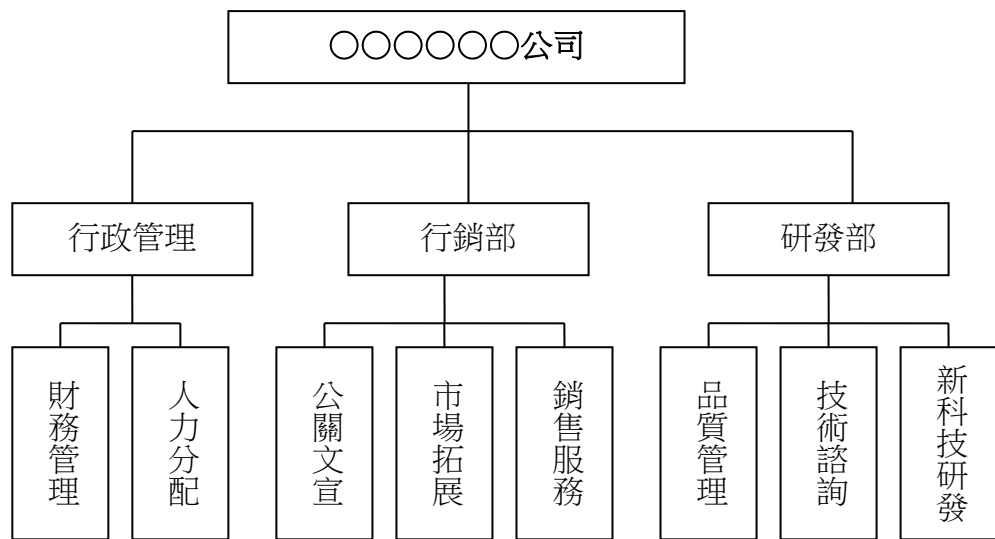 ○○○○○○公司
行政管理
行銷部
研發部
財務管理
人力分配
公關文宣
市場拓展
銷售服務
品質管理
技術諮詢
新科技研發